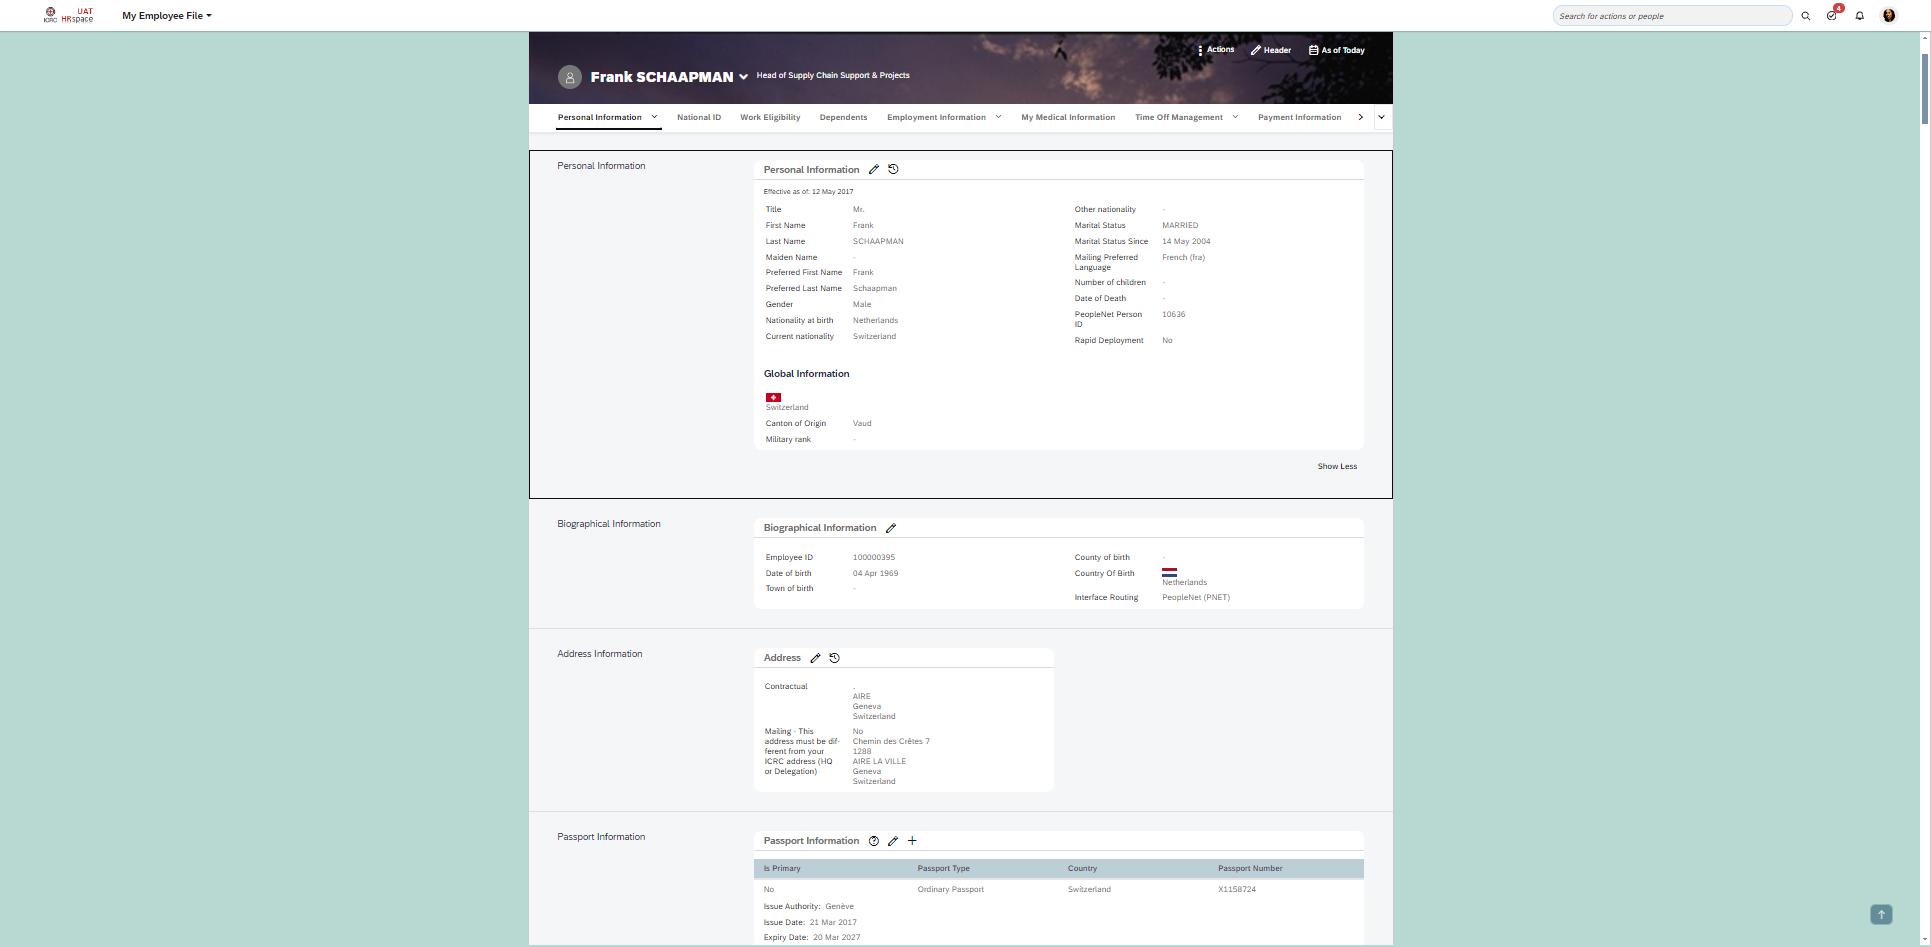 ICRC
UAT
HRspace
My Employee File
Search for actions or people
4
Actions
Header
As of Today
Frank SCHAAPMAN
Head of Supply Chain Support & Projects
Personal Information
National ID
Work Eligibility
Dependents
Employment Information
My Medical Information
Time Off Management
Payment Information
Personal Information
Personal Information
Effective as of: 12 May 2017
Title Mr.
First Name Frank
Last Name SCHAAPMAN
Maiden Name -
Preferred First Name Frank
Preferred Last Name Schaapman
Gender Male
Nationality at birth Netherlands
Current nationality Switzerland
Other nationality -
Marital Status MARRIED
Marital Status Since 14 May 2004
Mailing Preferred French (fra)
Language
Number of children -
Date of Death -
PeopleNet Person 10636
ID
Rapid Deployment No
Global Information
Switzerland
Canton of Origin Vaud
Military rank -
Show Less
Biographical Information
Biographical Information
Employee ID 100000395
Date of birth 04 Apr 1969
Town of birth -
County of birth -
Country Of Birth
Netherlands
Interface Routing PeopleNet (PNET)
Address Information
Address
Contractual .
AIRE
Geneva
Switzerland
Mailing - This No
address must be dif- Chemin des Crêtes 7
ferent from your 1288
ICRC address (HQ AIRE LA VILLE
or Delegation) Geneva
Switzerland
Passport Information
Passport Information
Is Primary Passport Type Country Passport Number
No Ordinary Passport Switzerland X1158724
Issue Authority: Genève
Issue Date: 21 Mar 2017
Expiry Date: 20 Mar 2027